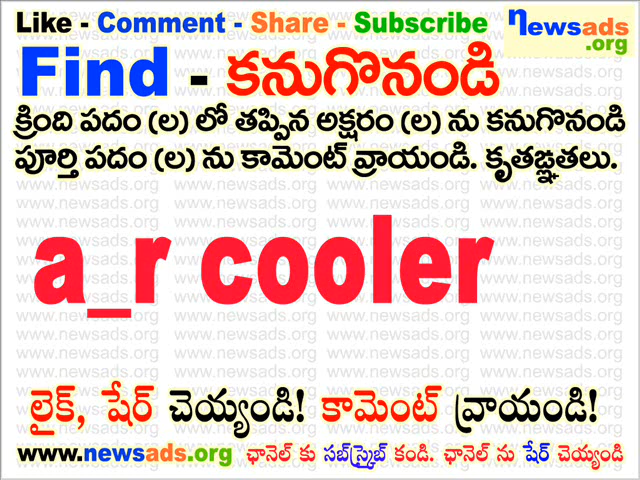 Like - Comment - Share - Subscribe
newsads
.org
Find - కనుగొనండి
క్రింది పదం (ల) లో తప్పిన అక్షరం (ల) ను కనుగొనండి
పూర్తి పదం (ల) ను కామెంట్ వ్రాయండి. కృతఙ్ఞతలు.
a_r cooler
లైక్, షేర్ చెయ్యండి! కామెంట్ వ్రాయండి!
www.newsads.org ఛానెల్ కు సబ్‌స్క్రైబ్ కండి. ఛానెల్ ను షేర్ చెయ్యండి